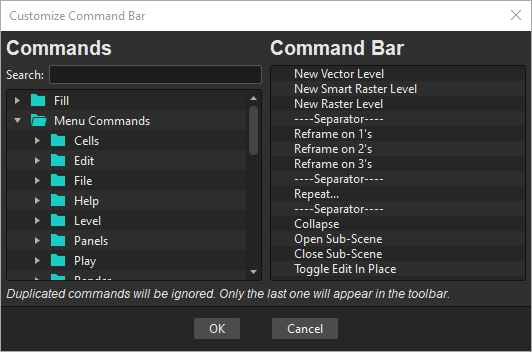 Customize Command Bar
Commands
Search:
Fill
Menu Commands
Cells
Edit
File
Help
Level
Panels
Play
Render
Command Bar
New Vector Level
New Smart Raster Level
New Raster Level
----Separator----
Reframe on 1's
Reframe on 2's
Reframe on 3's
----Separator----
Repeat...
----Separator----
Collapse
Open Sub-Scene
Close Sub-Scene
Toggle Edit In Place
Duplicated commands will be ignored. Only the last one will appear in the toolbar.
OK
Cancel